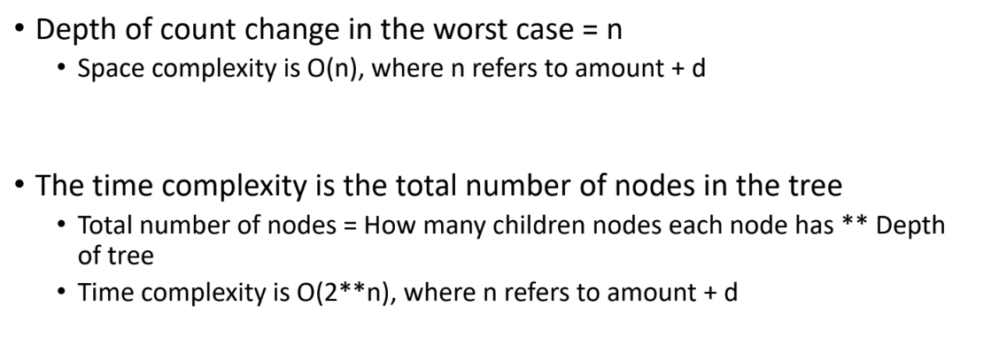 • Depth of count change in the worst case = n
• Space complexity is O(n), where n refers to amount + d
• The time complexity is the total number of nodes in the tree
• Total number of nodes = How many children nodes each node has ** Depth
of tree
• Time complexity is O(2**n), where n refers to amount + d